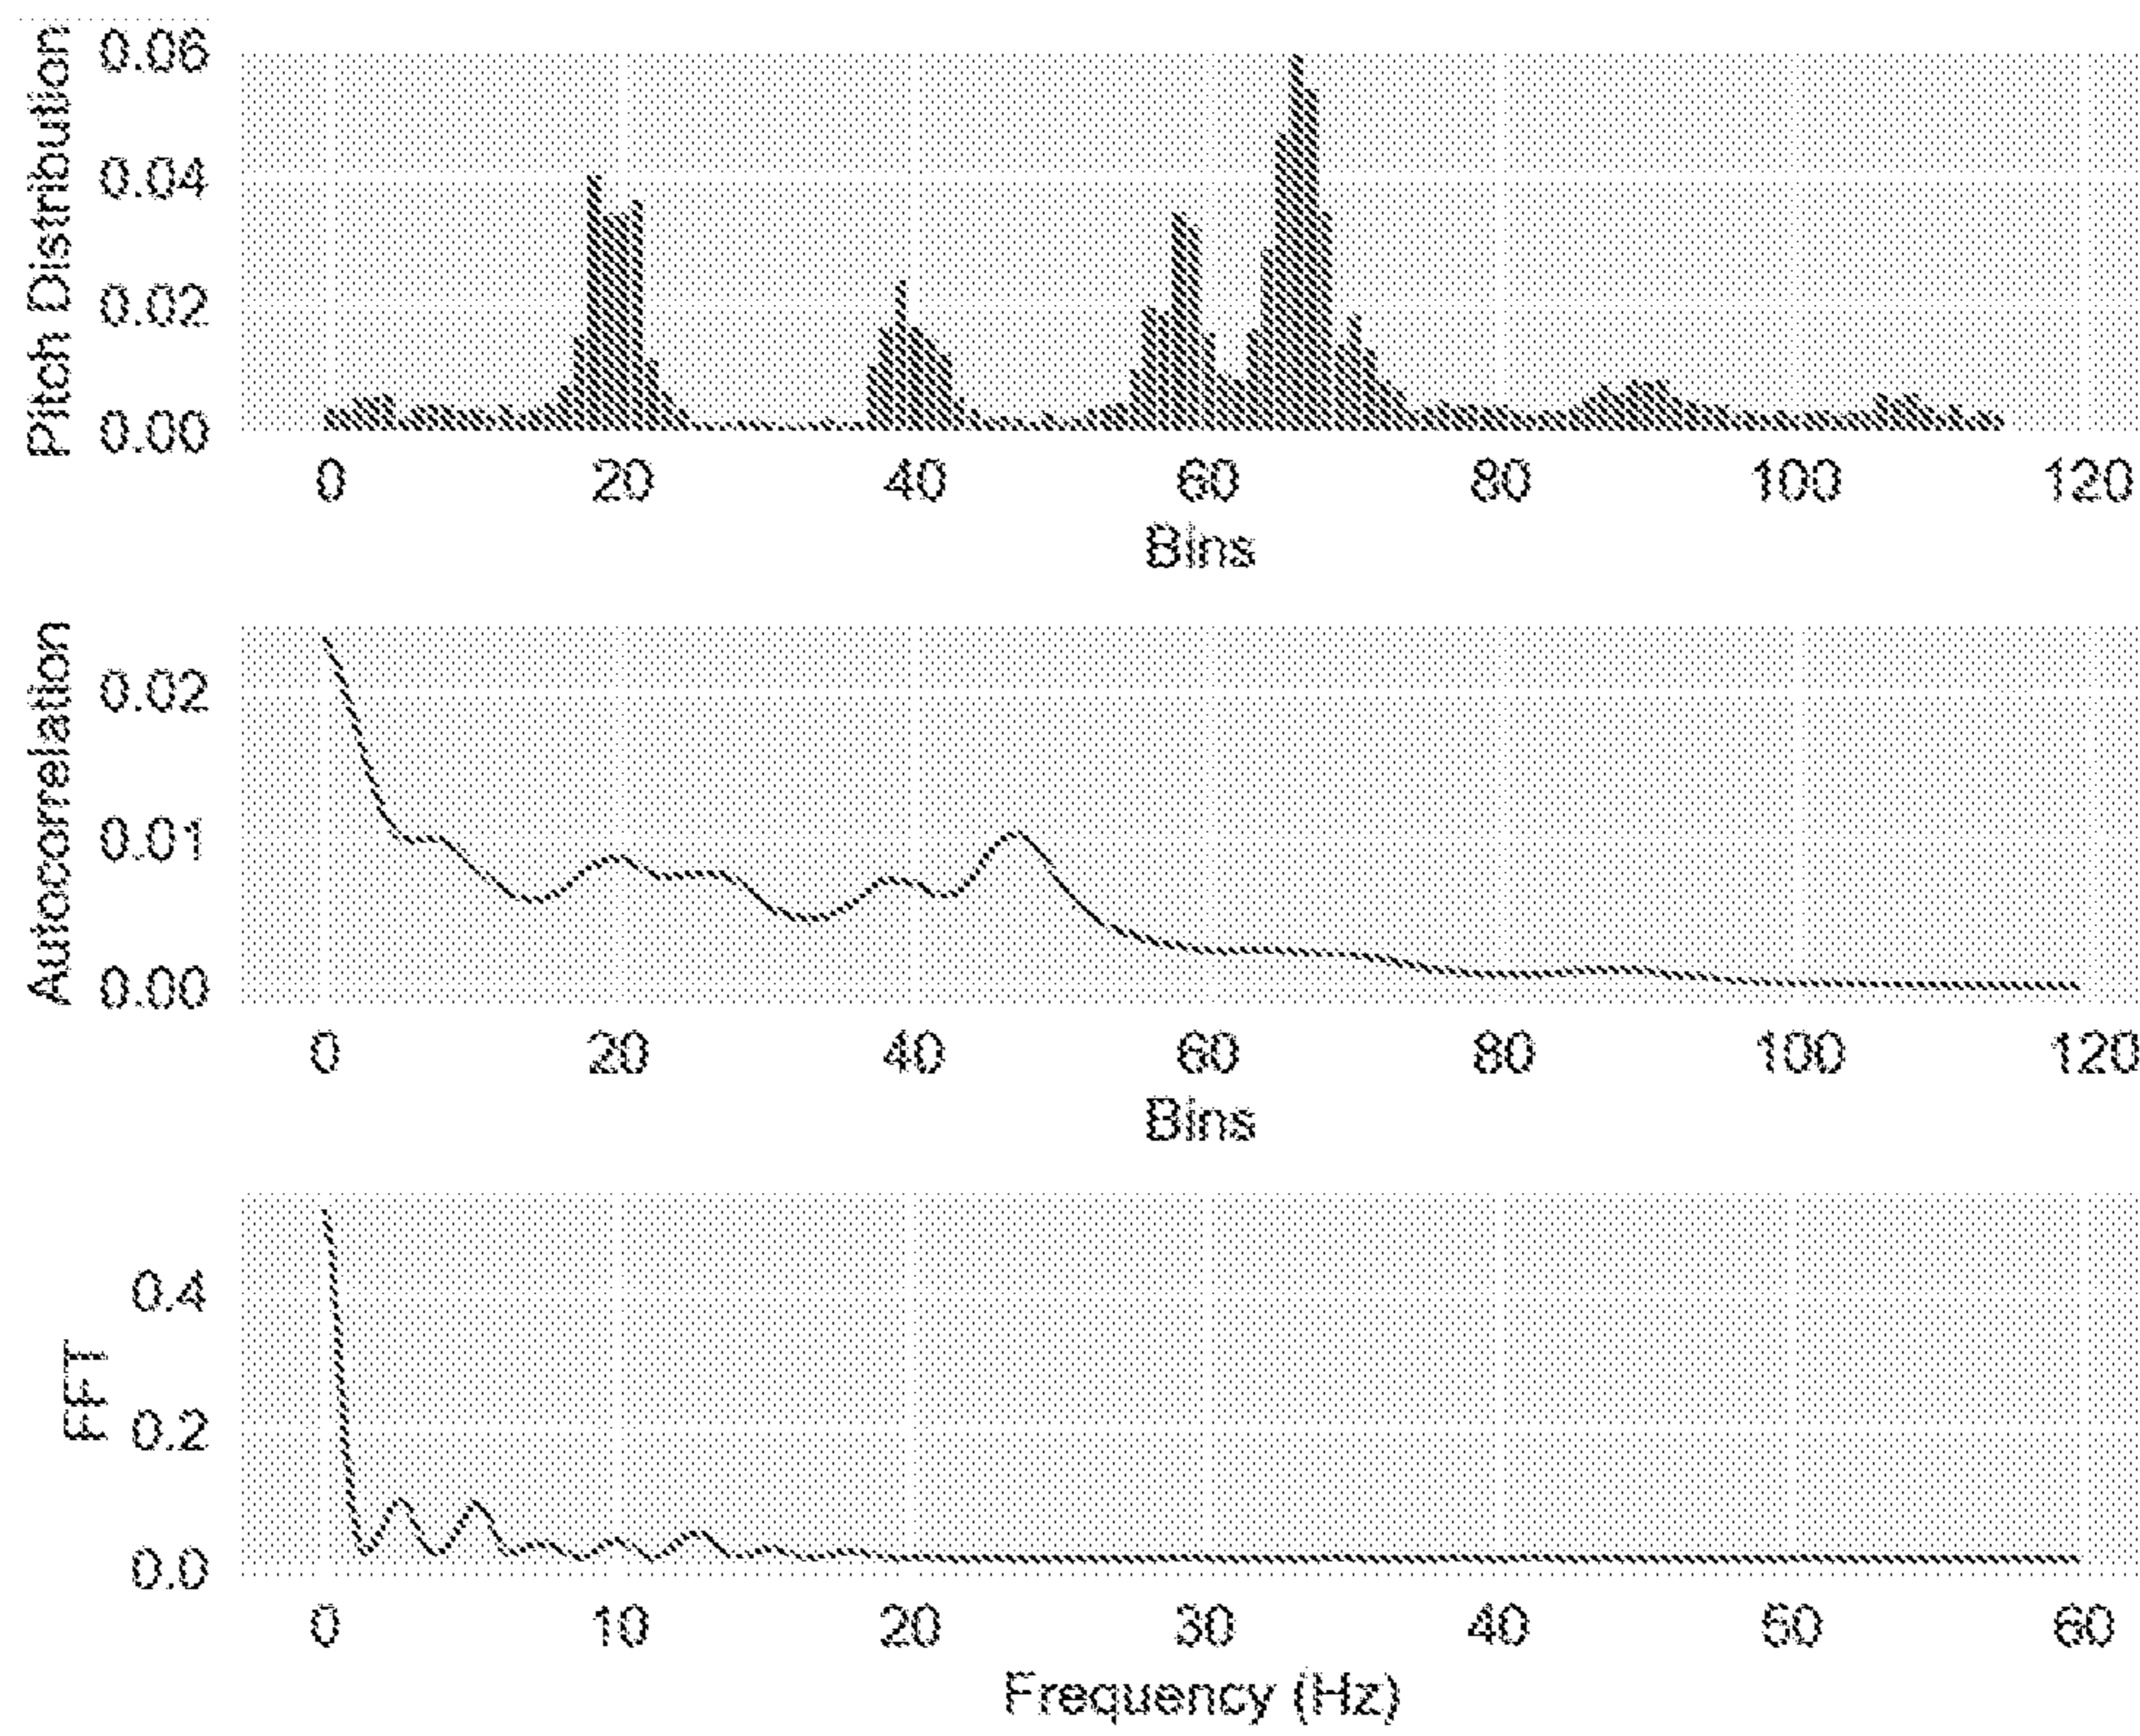 Pitch Distribution
0.06
0.04
0.02
0.00
0 20 40 60 80 100 120
Bins
Autocorrelation
0.02
0.01
0.00
0 20 40 60 80 100 120
Bins
FFT
0.4
0.2
0.0
0 10 20 30 40 50 60
Frequency (Hz)